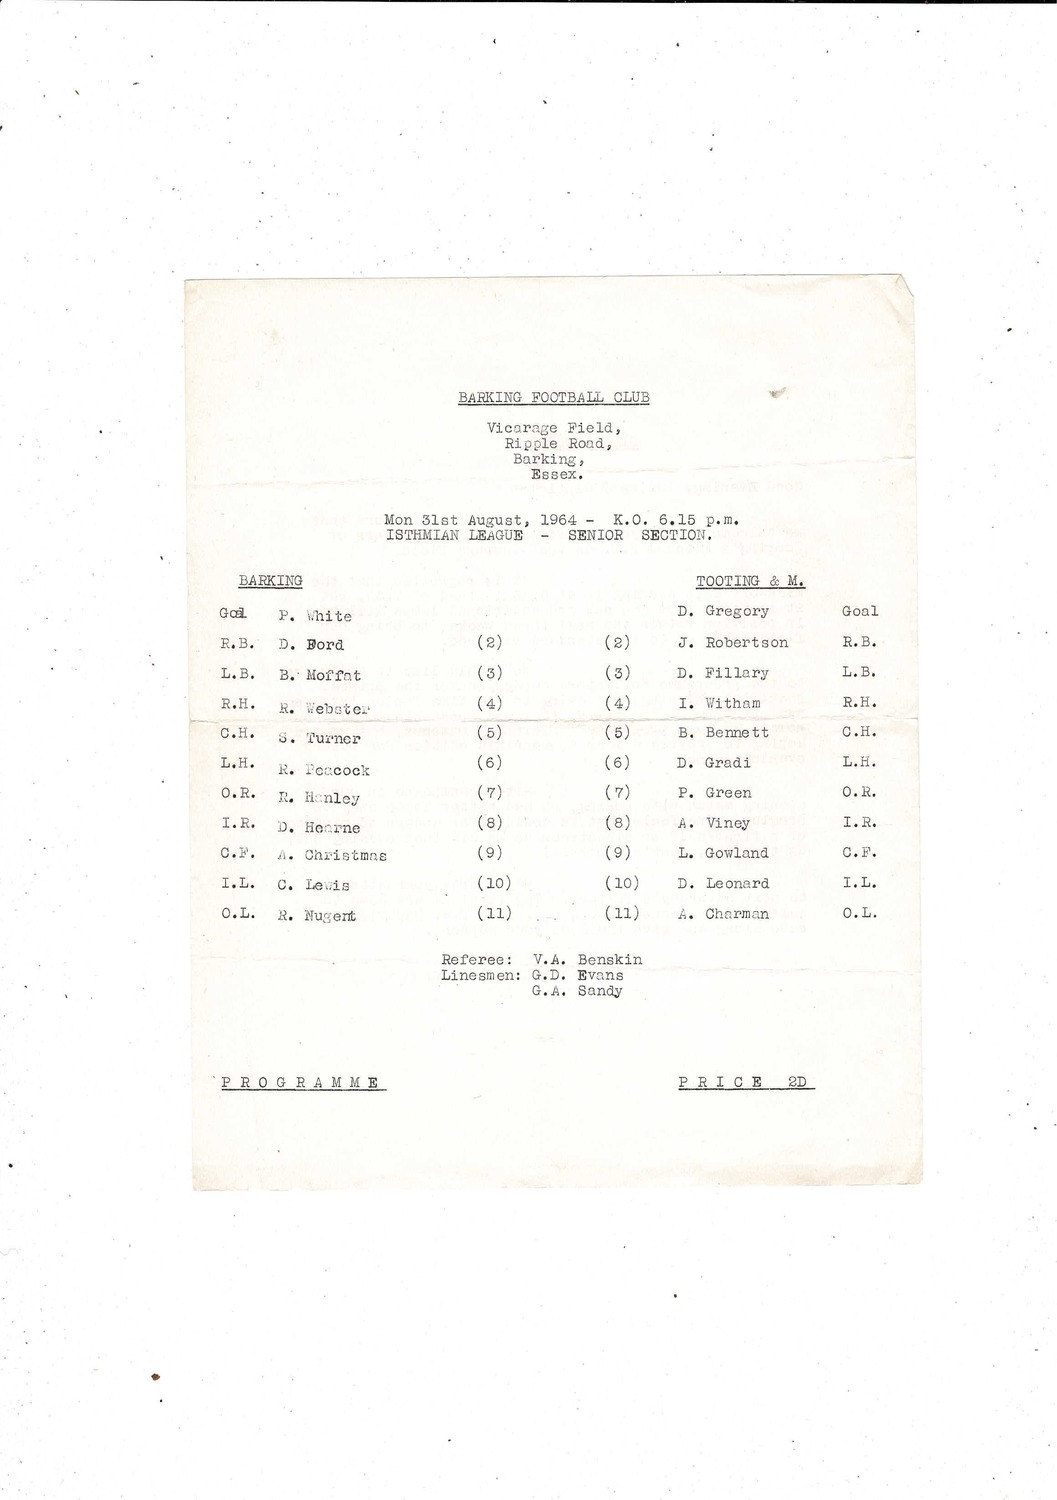 BARKING FOOTBALL CLUB
Vicarage Field,
Ripple Road,
Barking,
Essex.
Mon 31st August, 1964 - K.O. 6.15 p.m.
ISTHMIAN LEAGUE - SENIOR SECTION.
BARKING TOOTING & M.
Goal P. White D. Gregory Goal
R.B. D. Ford (2) (2) J. Robertson R.B.
L.B. B. Moffat (3) (3) D. Fillary L.B.
R.H. R. Webster (4) (4) I. Witham R.H.
C.H. S. Turner (5) (5) B. Bennett C.H.
L.H. R. Peacock (6) (6) D. Gradi L.H.
O.R. R. Hanley (7) (7) P. Green O.R.
I.R. D. Hearne (8) (8) A. Viney I.R.
C.F. A. Christmas (9) (9) L. Gowland C.F.
I.L. C. Lewis (10) (10) D. Leonard I.L.
O.L. R. Nugent (11) (11) A. Charman O.L.
Referee: V.A. Benskin
Linesmen: G.D. Evans
G.A. Sandy
PROGRAMME PRICE 2D